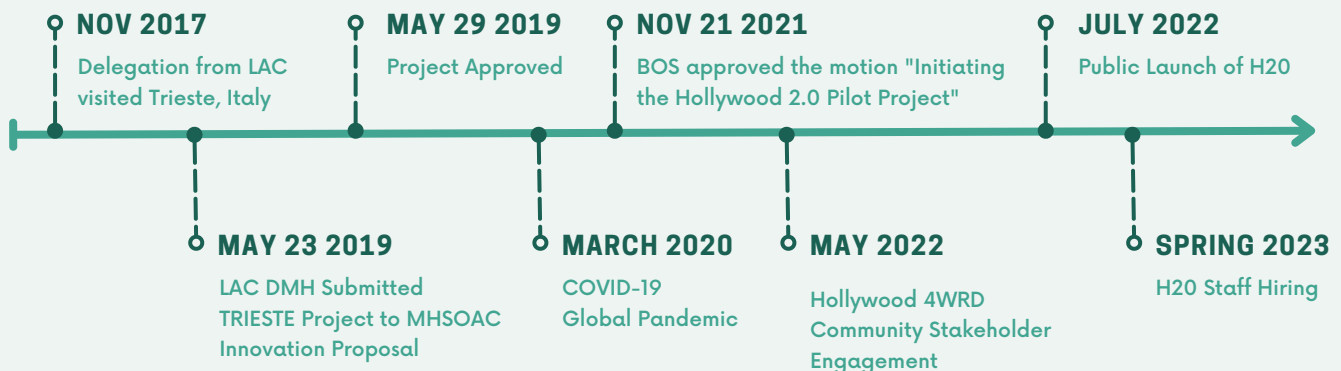 NOV 2017
Delegation from LAC
visited Trieste, Italy
MAY 23 2019
LAC DMH Submitted
TRIESTE Project to MHSOAC
Innovation Proposal
MAY 29 2019
Project Approved
MARCH 2020
COVID-19
Global Pandemic
NOV 21 2021
BOS approved the motion "Initiating
the Hollywood 2.0 Pilot Project"
MAY 2022
Hollywood 4WRD
Community Stakeholder
Engagement
JULY 2022
Public Launch of H20
SPRING 2023
H20 Staff Hiring